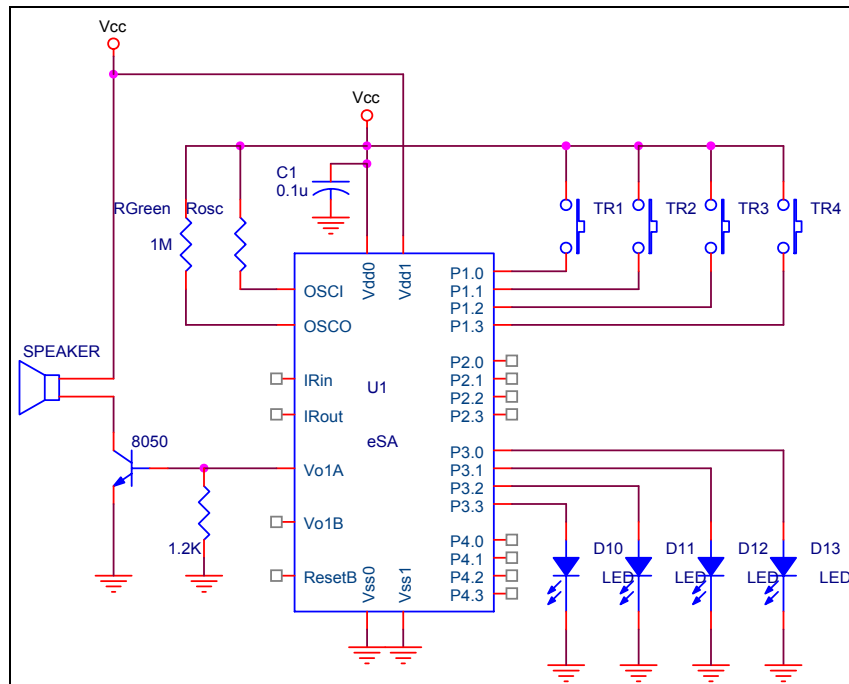 Vcc
Vcc
C1
0.1u
RGreen
Rosc
1M
TR1
TR2
TR3
TR4
OSCI
OSCO
Vdd0
Vdd1
P1.0
P1.1
P1.2
P1.3
SPEAKER
IRin
IRout
U1
eSA
P2.0
P2.1
P2.2
P2.3
8050
Vo1A
Vo1B
1.2K
ResetB
Vss0
Vss1
P3.0
P3.1
P3.2
P3.3
P4.0
P4.1
P4.2
P4.3
D10
D11
D12
D13
LED
LED
LED
LED